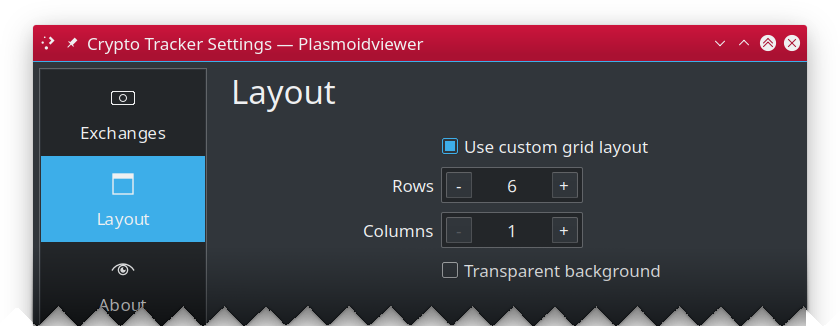 Crypto Tracker Settings — Plasmoidviewer
Exchanges
Layout
About
Layout
Use custom grid layout
Rows - 6 +
Columns - 1 +
Transparent background